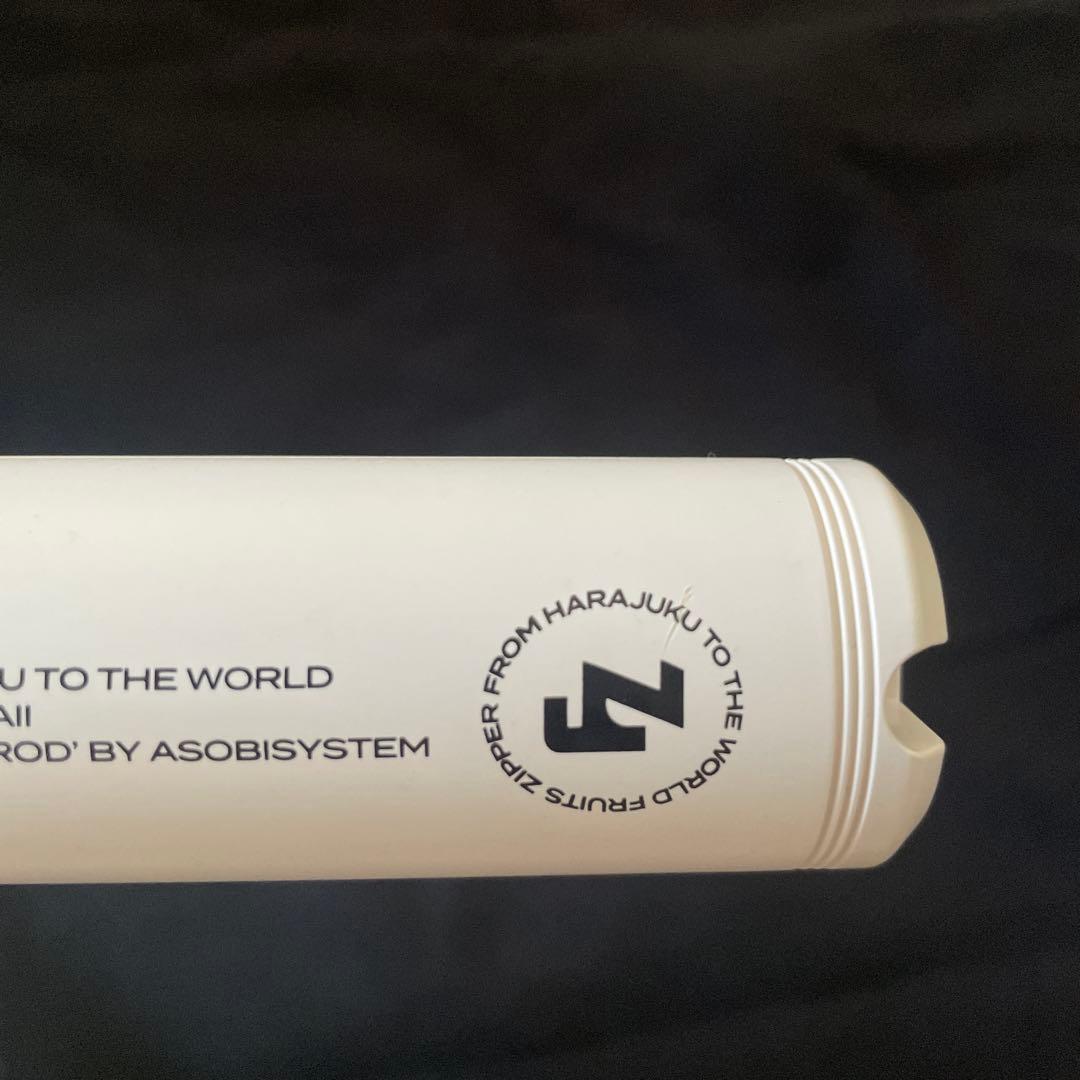 U TO THE WORLD
AII
ROD' BY ASOBISYSTEM
FRUITS ZIPPER FROM HARAJUKU TO THE WORLD